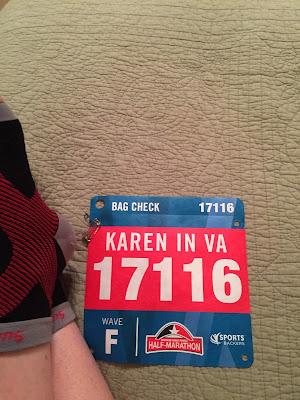 BAG CHECK 17116
KAREN IN VA
17116
WAVE
F
HALF-MARATHON
SPORTS
BACKERS